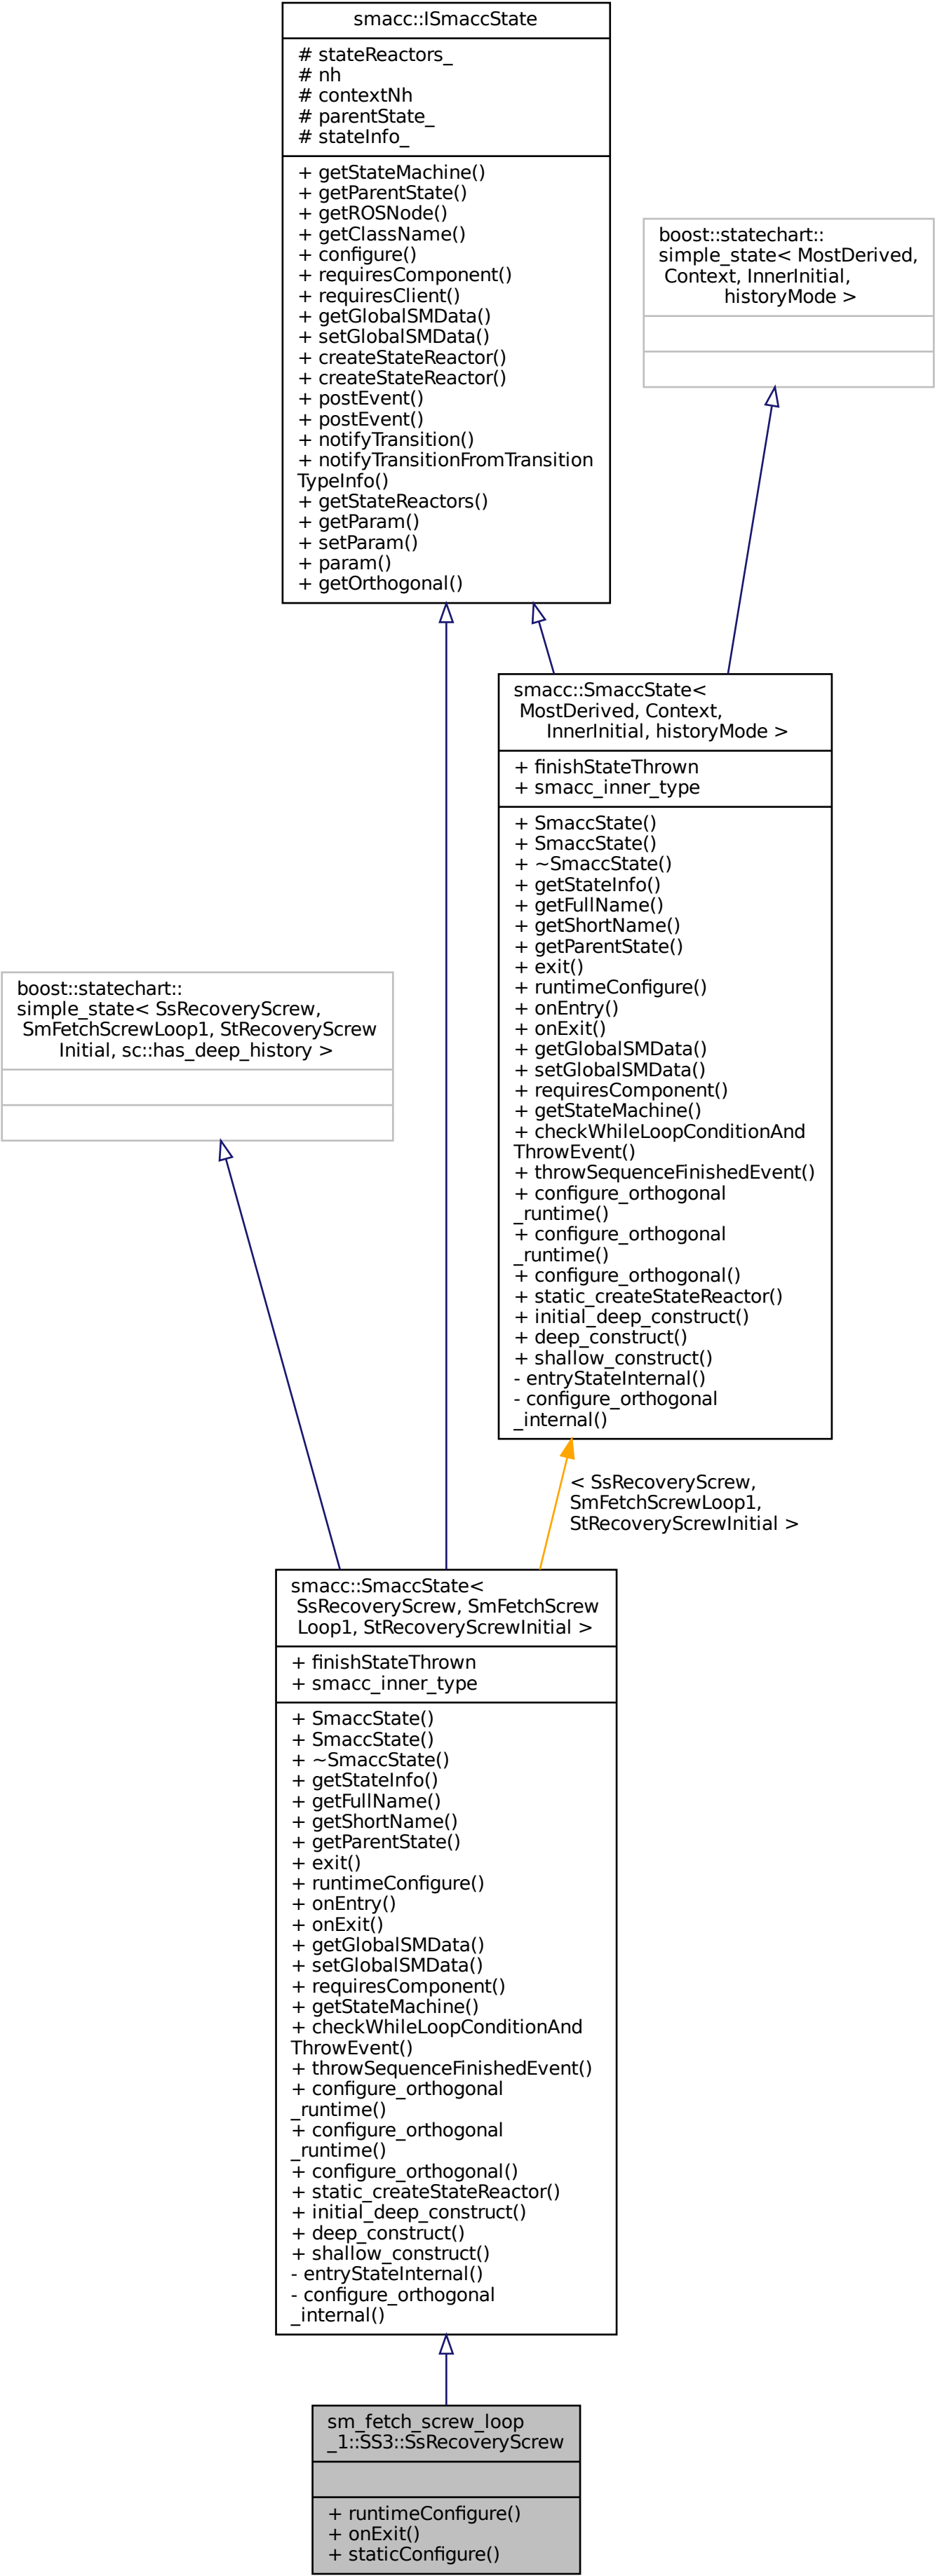 smacc::ISmaccState
# stateReactors_
# nh
# contextNh
# parentState_
# stateInfo_
+ getStateMachine()
+ getParentState()
+ getROSNode()
+ getClassName()
+ configure()
+ requiresComponent()
+ requiresClient()
+ getGlobalSMData()
+ setGlobalSMData()
+ createStateReactor()
+ createStateReactor()
+ postEvent()
+ postEvent()
+ notifyTransition()
+ notifyTransitionFromTransition
TypeInfo()
+ getStateReactors()
+ getParam()
+ setParam()
+ param()
+ getOrthogonal()
boost::statechart::
simple_state< MostDerived,
Context, InnerInitial,
historyMode >
smacc::SmaccState<
MostDerived, Context,
InnerInitial, historyMode >
+ finishStateThrown
+ smacc_inner_type
+ SmaccState()
+ SmaccState()
+ ~SmaccState()
+ getStateInfo()
+ getFullName()
+ getShortName()
+ getParentState()
+ exit()
+ runtimeConfigure()
+ onEntry()
+ onExit()
+ getGlobalSMData()
+ setGlobalSMData()
+ requiresComponent()
+ getStateMachine()
+ checkWhileLoopConditionAnd
ThrowEvent()
+ throwSequenceFinishedEvent()
+ configure_orthogonal
_runtime()
+ configure_orthogonal
_runtime()
+ configure_orthogonal()
+ static_createStateReactor()
+ initial_deep_construct()
+ deep_construct()
+ shallow_construct()
- entryStateInternal()
- configure_orthogonal
_internal()
boost::statechart::
simple_state< SsRecoveryScrew,
SmFetchScrewLoop1, StRecoveryScrew
Initial, sc::has_deep_history >
< SsRecoveryScrew,
SmFetchScrewLoop1,
StRecoveryScrewInitial >
smacc::SmaccState<
SsRecoveryScrew, SmFetchScrew
Loop1, StRecoveryScrewInitial >
+ finishStateThrown
+ smacc_inner_type
+ SmaccState()
+ SmaccState()
+ ~SmaccState()
+ getStateInfo()
+ getFullName()
+ getShortName()
+ getParentState()
+ exit()
+ runtimeConfigure()
+ onEntry()
+ onExit()
+ getGlobalSMData()
+ setGlobalSMData()
+ requiresComponent()
+ getStateMachine()
+ checkWhileLoopConditionAnd
ThrowEvent()
+ throwSequenceFinishedEvent()
+ configure_orthogonal
_runtime()
+ configure_orthogonal
_runtime()
+ configure_orthogonal()
+ static_createStateReactor()
+ initial_deep_construct()
+ deep_construct()
+ shallow_construct()
- entryStateInternal()
- configure_orthogonal
_internal()
sm_fetch_screw_loop
_1::SS3::SsRecoveryScrew
+ runtimeConfigure()
+ onExit()
+ staticConfigure()